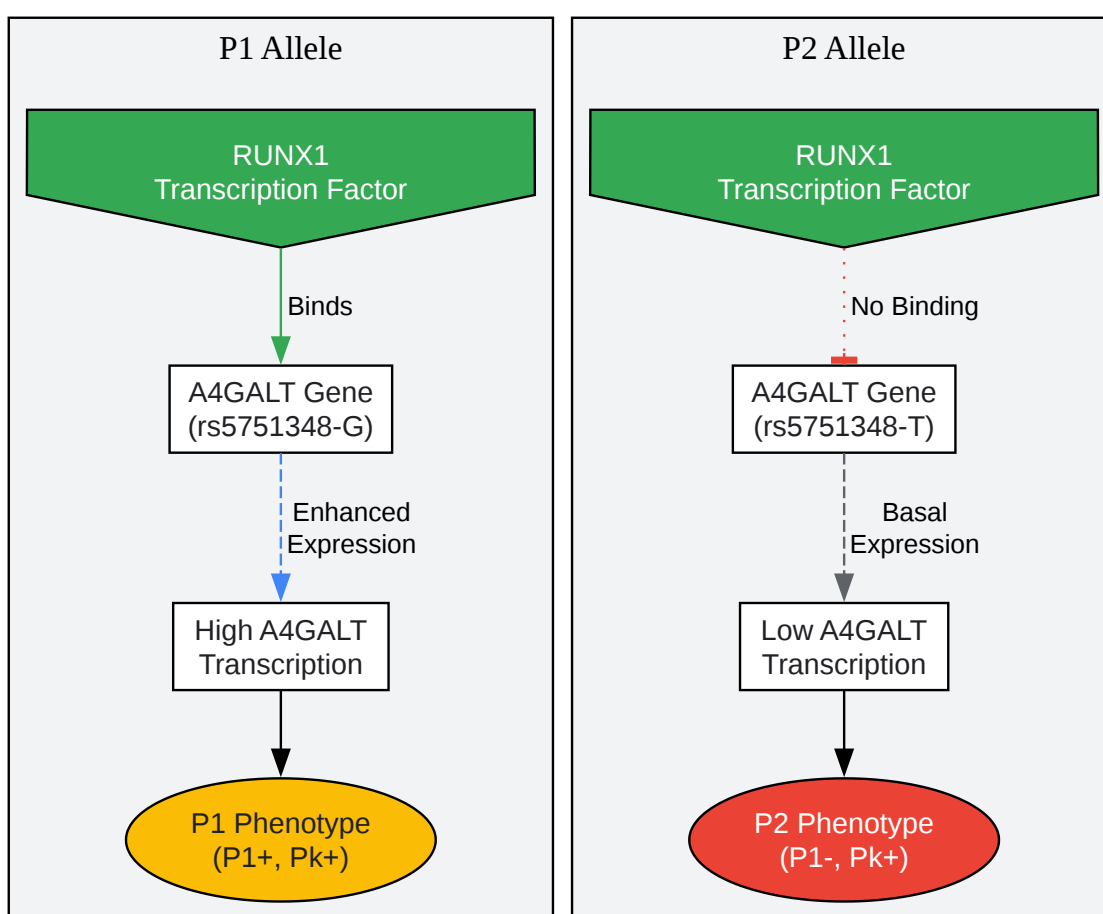 P1 Allele
RUNX1
Transcription Factor
Binds
A4GALT Gene
(rs5751348-G)
Enhanced
Expression
High A4GALT
Transcription
P1 Phenotype
(P1+, Pk+)
P2 Allele
RUNX1
Transcription Factor
No Binding
A4GALT Gene
(rs5751348-T)
Basal
Expression
Low A4GALT
Transcription
P2 Phenotype
(P1-, Pk+)